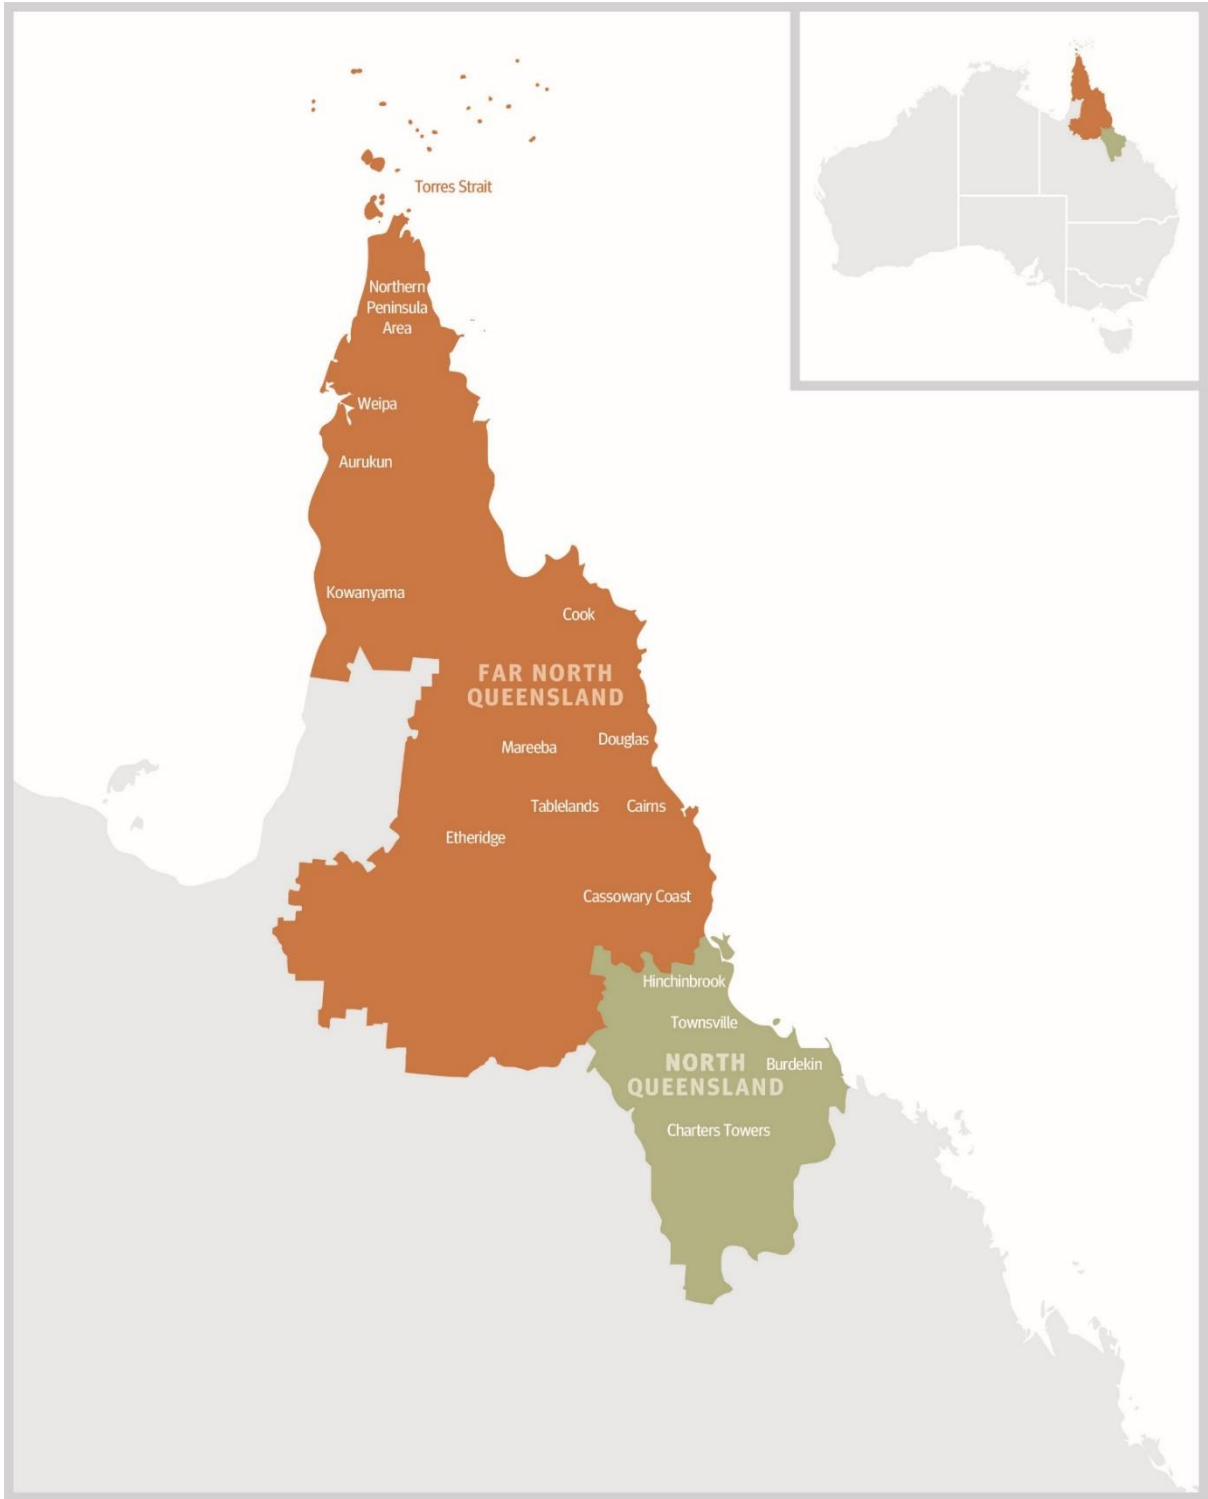 Torres Strait
Northern
Peninsula
Area
Weipa
Aurukun
Kowanyama
Cook
FAR NORTH
QUEENSLAND
Douglas
Mareeba
Tablelands
Cairns
Etheridge
Cassowary Coast
Hinchinbrook
Townsville
NORTH
QUEENSLAND
Burdekin
Charters Towers